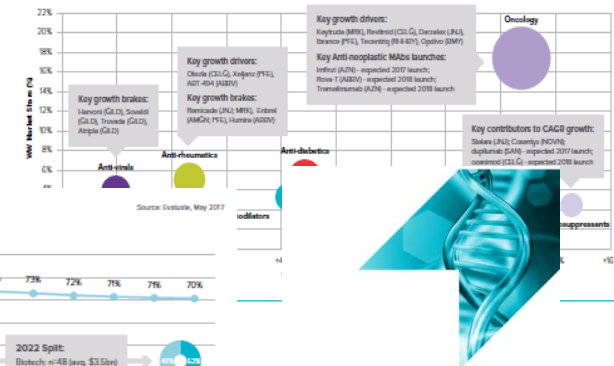 22%
20%
18%
16%
14%
12%
10%
8%
6%
4%
WW Market Share (%)
Key growth drivers:
Keytruda (MRK), Revlimid (CELG), Darzalex (JNJ),
Ibrance (PFE), Tecentriq (RHHBY), Opdivo (BMY)
Key Anti-neoplastic MAbs launches:
Imfinzi (AZN) - expected 2017 launch;
Rova-T (ABBV) - expected 2018 launch;
Tremelimumab (AZN) - expected 2018 launch
Oncology
Key growth drivers:
Otezla (CELG), Xeljanz (PFE),
ABT-494 (ABBV)
Key growth brakes:
Remicade (JNJ; MRK), Enbrel
(AMGN; PFE), Humira (ABBV)
Key growth brakes:
Harvoni (GILD), Sovaldi
(GILD), Truvada (GILD),
Atripla (GILD)
Key contributors to CAGR growth:
Stelara (JNJ); Cosentyx (NOVN);
dupilumab (SAN) - expected 2017 launch;
ozanimod (CELG) - expected 2018 launch
Anti-virals
Anti-rheumatics
Anti-diabetics
Source: Evaluate, May 2017
odilators
osuppressants
73%
72%
71%
71%
70%
2022 Split:
Biotech: n=48 (avg. $3.5bn)